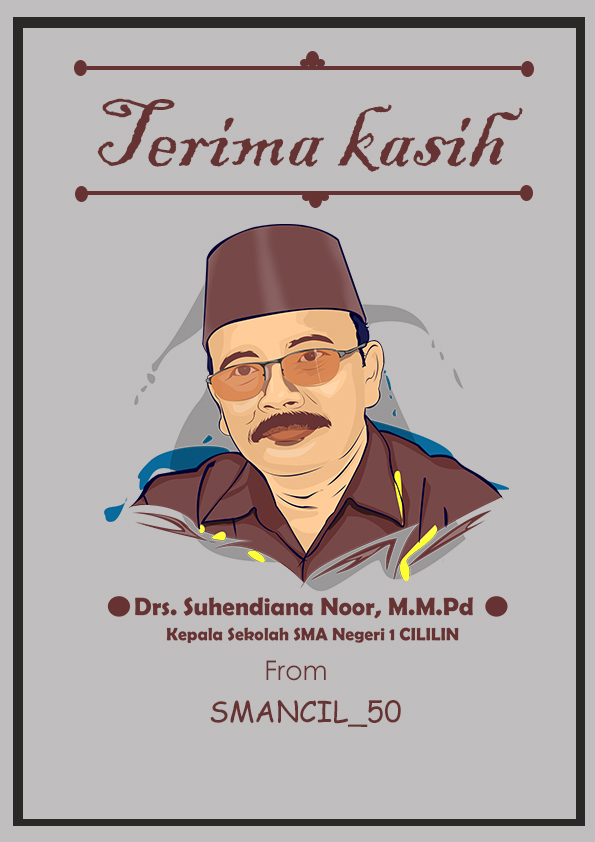 Terima kasih
Drs. Suhendiana Noor, M.M.Pd
Kepala Sekolah SMA Negeri 1 CILILIN
From
SMANCIL_50